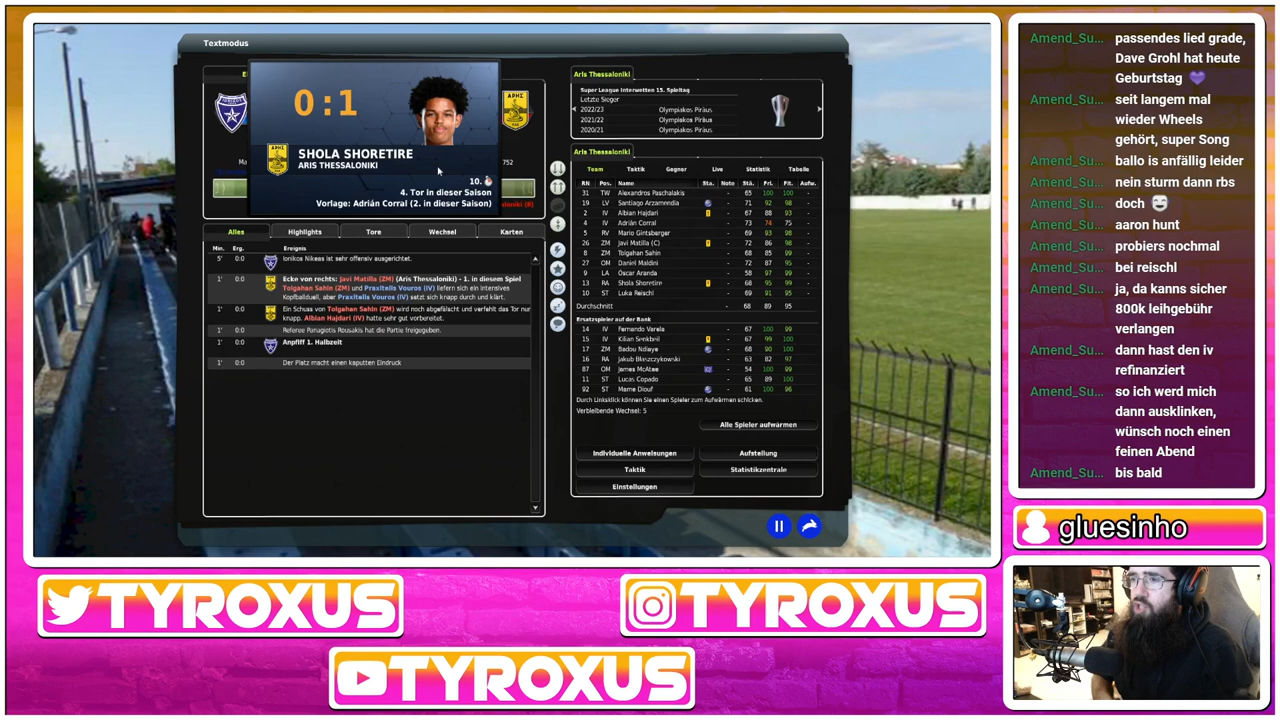 Textmodus
0 : 1
SHOLA SHORETIRE
ARIS THESSALONIKI
10.
4. Tor in dieser Saison
Vorlage: Adrián Corral (2. in dieser Saison)
752
Alles Highlights Tore Wechsel Karten
Min. Erg. Ereignis
5' 0:0 Ionikos Nikeas ist sehr offensiv ausgerichtet.
1' 0:0 Ecke von rechts: Javi Matilla (ZM) (Aris Thessaloniki) - 1. in diesem Spiel
Tolgahan Sahin (ZM) und Praxitelis Vouros (IV) liefern sich ein intensives
Kopfballduell, aber Praxitelis Vouros (IV) setzt sich knapp durch und klärt.
1' 0:0 Ein Schuss von Tolgahan Sahin (ZM) wird noch abgefälscht und verfehlt das Tor nur
knapp. Albian Hajdari (IV) hatte sehr gut vorbereitet.
1' 0:0 Referee Panagiotis Rousakis hat die Partie freigegeben.
1' 0:0 Anpfiff 1. Halbzeit
1' 0:0 Der Platz macht einen kaputten Eindruck
Aris Thessaloniki
Super League Interwetten 15. Spieltag
Letzte Sieger
2022/23 Olympiakos Piräus
2021/22 Olympiakos Piräus
2020/21 Olympiakos Piräus
Aris Thessaloniki
Team Taktik Gegner Live Statistik Tabelle
RN Pos. Name Sta. Note Stä. Fri. Fit. Aufw.
31 TW Alexandros Paschalakis - 65 100 100 -
19 LV Santiago Arzamendia - 71 92 98 -
2 IV Albian Hajdari - 67 88 93 -
4 IV Adrián Corral - 73 74 75 -
5 RV Mario Gintsberger - 69 93 98 -
26 ZM Javi Matilla (C) - 72 86 98 -
8 ZM Tolgahan Sahin - 68 85 99 -
27 OM Daniel Maldini - 72 87 95 -
9 LA Óscar Aranda - 58 97 99 -
13 RA Shola Shoretire - 68 95 99 -
10 ST Luka Reischl - 69 91 95 -
Durchschnitt 68 89 95
Ersatzspieler auf der Bank
14 IV Fernando Varela - 67 100 99 -
15 IV Kilian Senkbeil - 67 99 100 -
17 ZM Badou Ndiaye - 68 90 100 -
16 RA Jakub Błaszczykowski - 63 82 97 -
87 OM James McAtee - 54 100 99 -
11 ST Lucas Copado - 65 89 100 -
92 ST Mame Diouf - 61 100 96 -
Durch Linksklick können Sie einen Spieler zum Aufwärmen schicken.
Verbleibende Wechsel: 5
Alle Spieler aufwärmen
Individuelle Anweisungen Aufstellung
Taktik Statistikzentrale
Einstellungen
Amend_Su... passendes lied grade,
Dave Grohl hat heute
Geburtstag
Amend_Su... seit langem mal
wieder Wheels
gehört, super Song
Amend_Su... ballo is anfällig leider
Amend_Su... nein sturm dann rbs
Amend_Su... doch
Amend_Su... aaron hunt
Amend_Su... probiers nochmal
Amend_Su... bei reischl
Amend_Su... ja, da kanns sicher
800k leihgebühr
verlangen
Amend_Su... dann hast den iv
refinanziert
Amend_Su... so ich werd mich
dann ausklinken,
wünsch noch einen
feinen Abend
Amend_Su... bis bald
gluesinho
TYROXUS
TYROXUS
TYROXUS